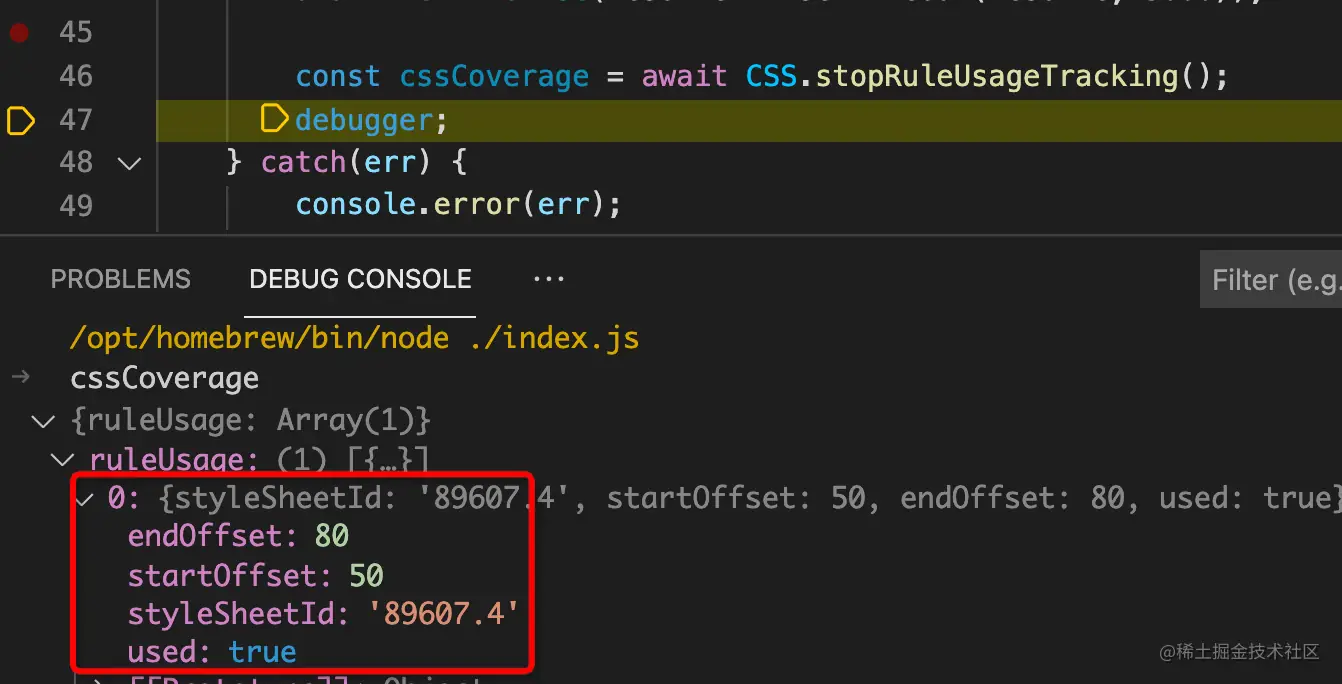 45
46 const cssCoverage = await CSS.stopRuleUsageTracking();
47 debugger;
48 } catch(err) {
49 console.error(err);
PROBLEMS DEBUG CONSOLE ... Filter (e.g.
/opt/homebrew/bin/node ./index.js
cssCoverage
{ruleUsage: Array(1)}
ruleUsage: (1) [{…}]
0: {styleSheetId: '89607.4', startOffset: 50, endOffset: 80, used: true}
endOffset: 80
startOffset: 50
styleSheetId: '89607.4'
used: true
@稀土掘金技术社区